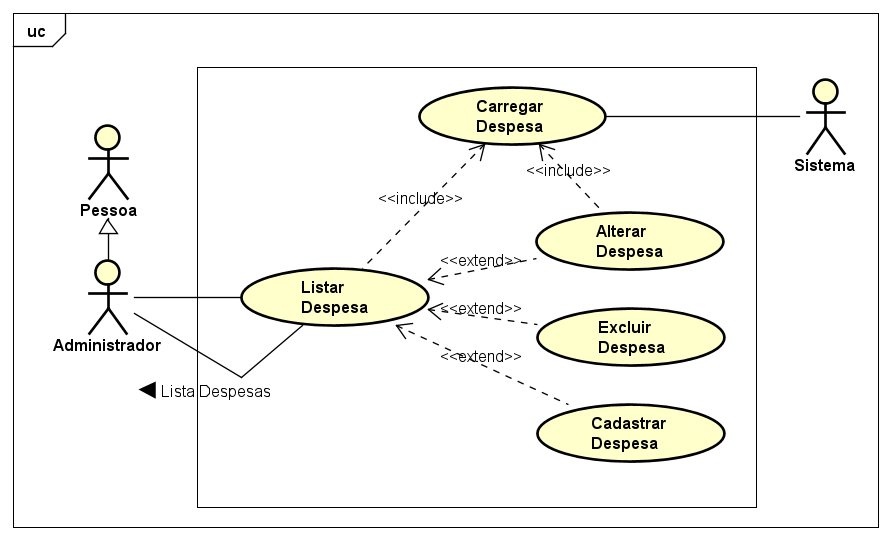 uc
Carregar
Despesa
Sistema
Pessoa
<<include>>
<<include>>
Alterar
Despesa
<<extend>>
Listar
Despesa
<<extend>>
Excluir
Despesa
Administrador
<<extend>>
Lista Despesas
Cadastrar
Despesa